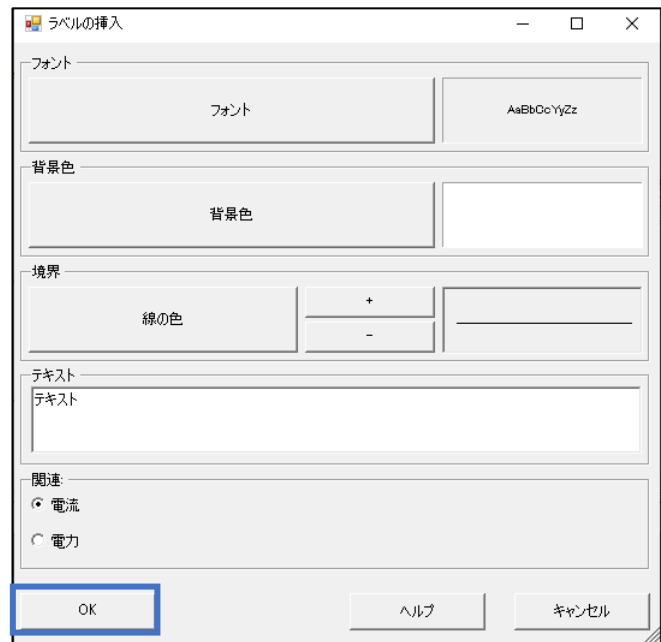 ラベルの挿入
フォント
フォント
AaBbCcYyZz
背景色
背景色
境界
線の色
+
-
テキスト
テキスト
関連:
電流
電力
OK
ヘルプ
キャンセル